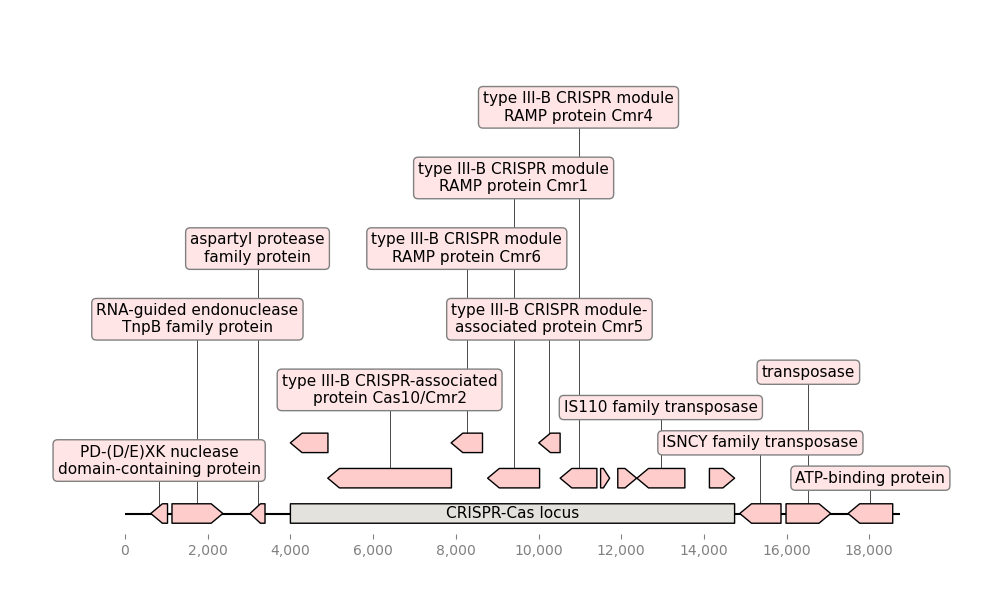 type III-B CRISPR module
RAMP protein Cmr4
type III-B CRISPR module
RAMP protein Cmr1
aspartyl protease
family protein
type III-B CRISPR module
RAMP protein Cmr6
RNA-guided endonuclease
TnpB family protein
type III-B CRISPR module-
associated protein Cmr5
transposase
type III-B CRISPR-associated
protein Cas10/Cmr2
IS110 family transposase
PD-(D/E)XK nuclease
domain-containing protein
ISNCY family transposase
ATP-binding protein
CRISPR-Cas locus
0 2,000 4,000 6,000 8,000 10,000 12,000 14,000 16,000 18,000